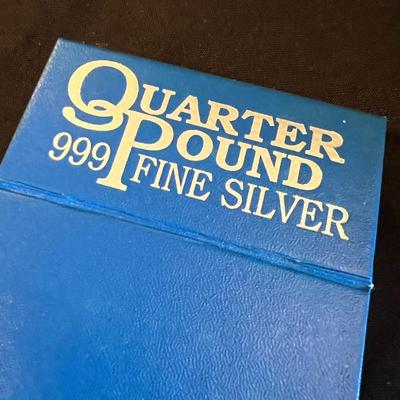 QUARTER
POUND
999 FINE SILVER